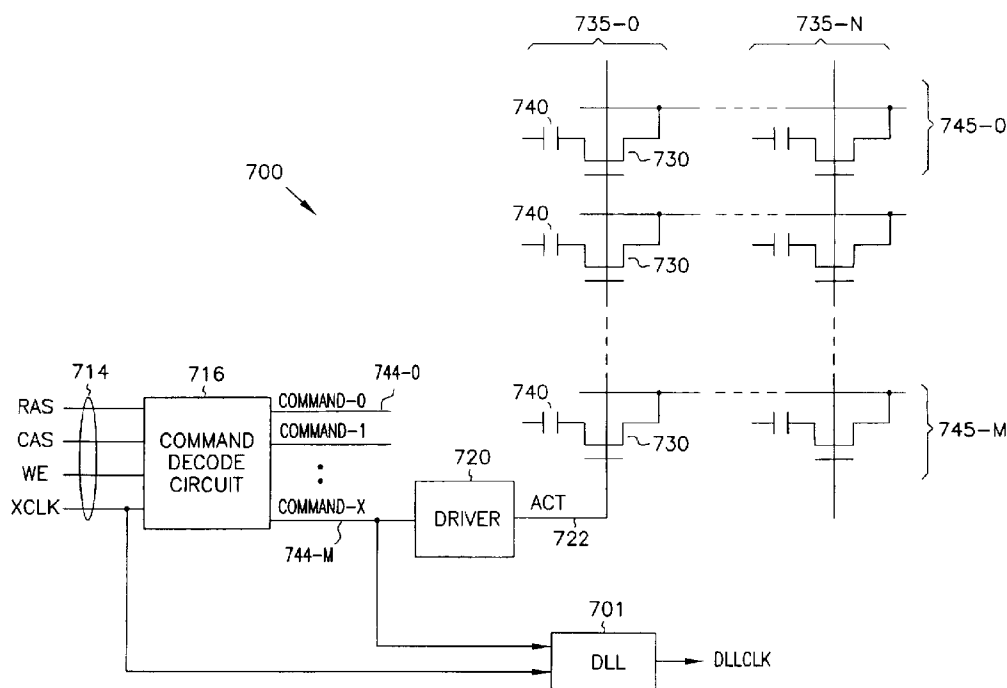 735-0 735-N
740 730 745-0
700
740 730
714 716 744-0
RAS COMMAND-0 740
CAS COMMAND DECODE CIRCUIT COMMAND-1 730 745-M
WE 720
XCLK COMMAND-X DRIVER ACT
744-M 722
701
DLL DLLCLK